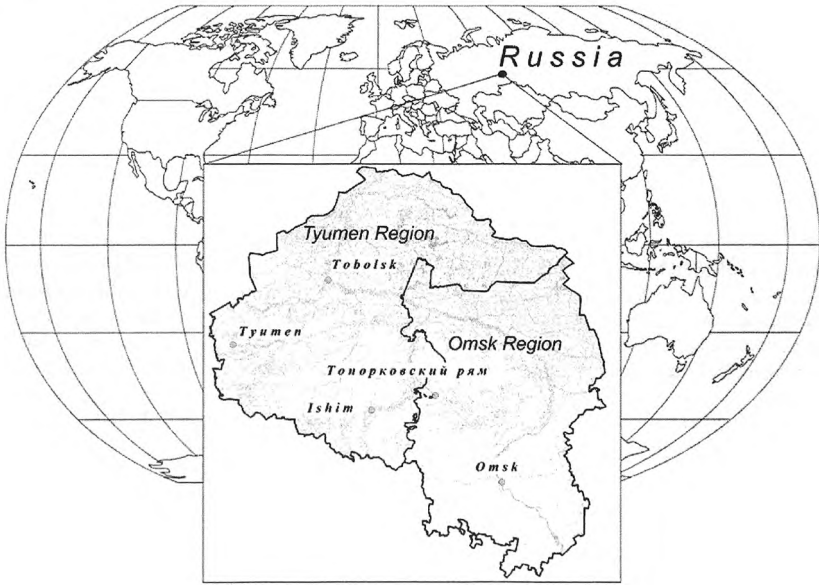 Russia
Tyumen Region
Tobolsk
Tyumen
Omsk Region
Тонорковский рям
Ishim
Omsk